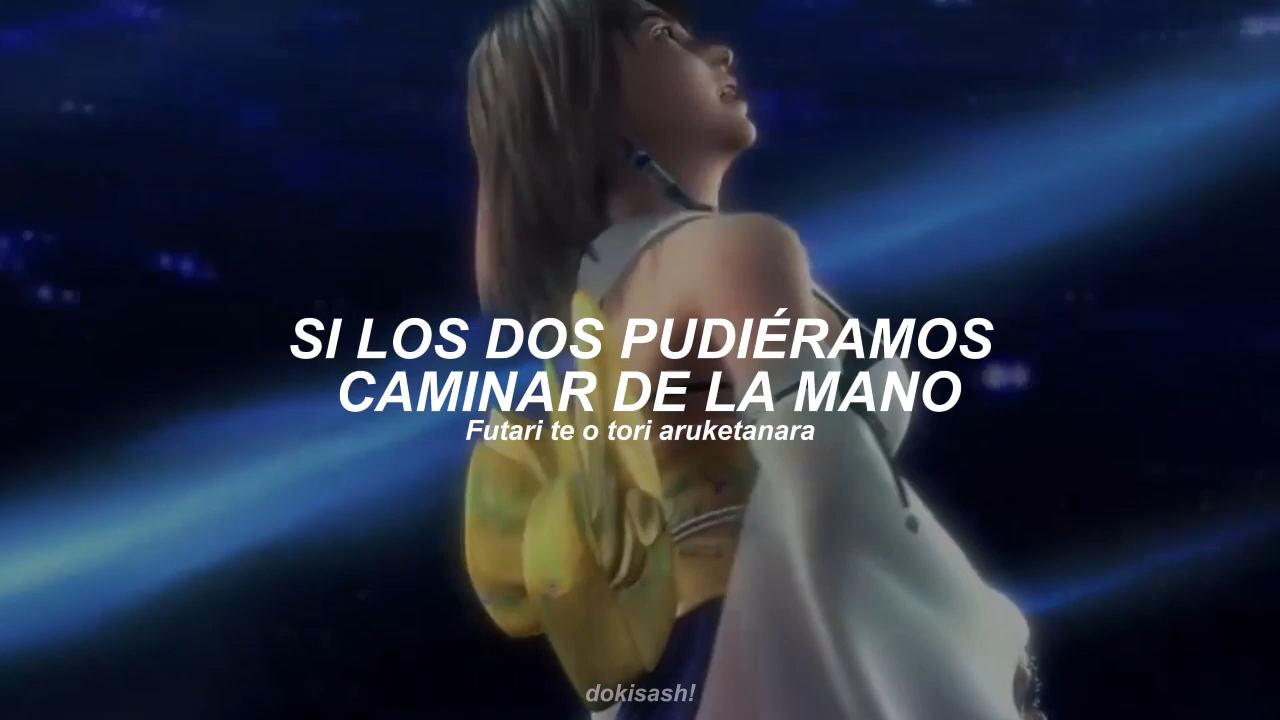 SI LOS DOS PUDIÉRAMOS
CAMINAR DE LA MANO
Futari te o tori aruketanara
dokisash!